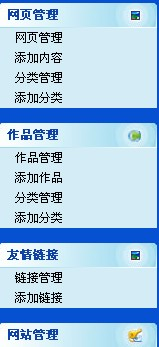 网页管理
网页管理
添加内容
分类管理
添加分类
作品管理
作品管理
添加作品
分类管理
添加分类
友情链接
链接管理
添加链接
网站管理